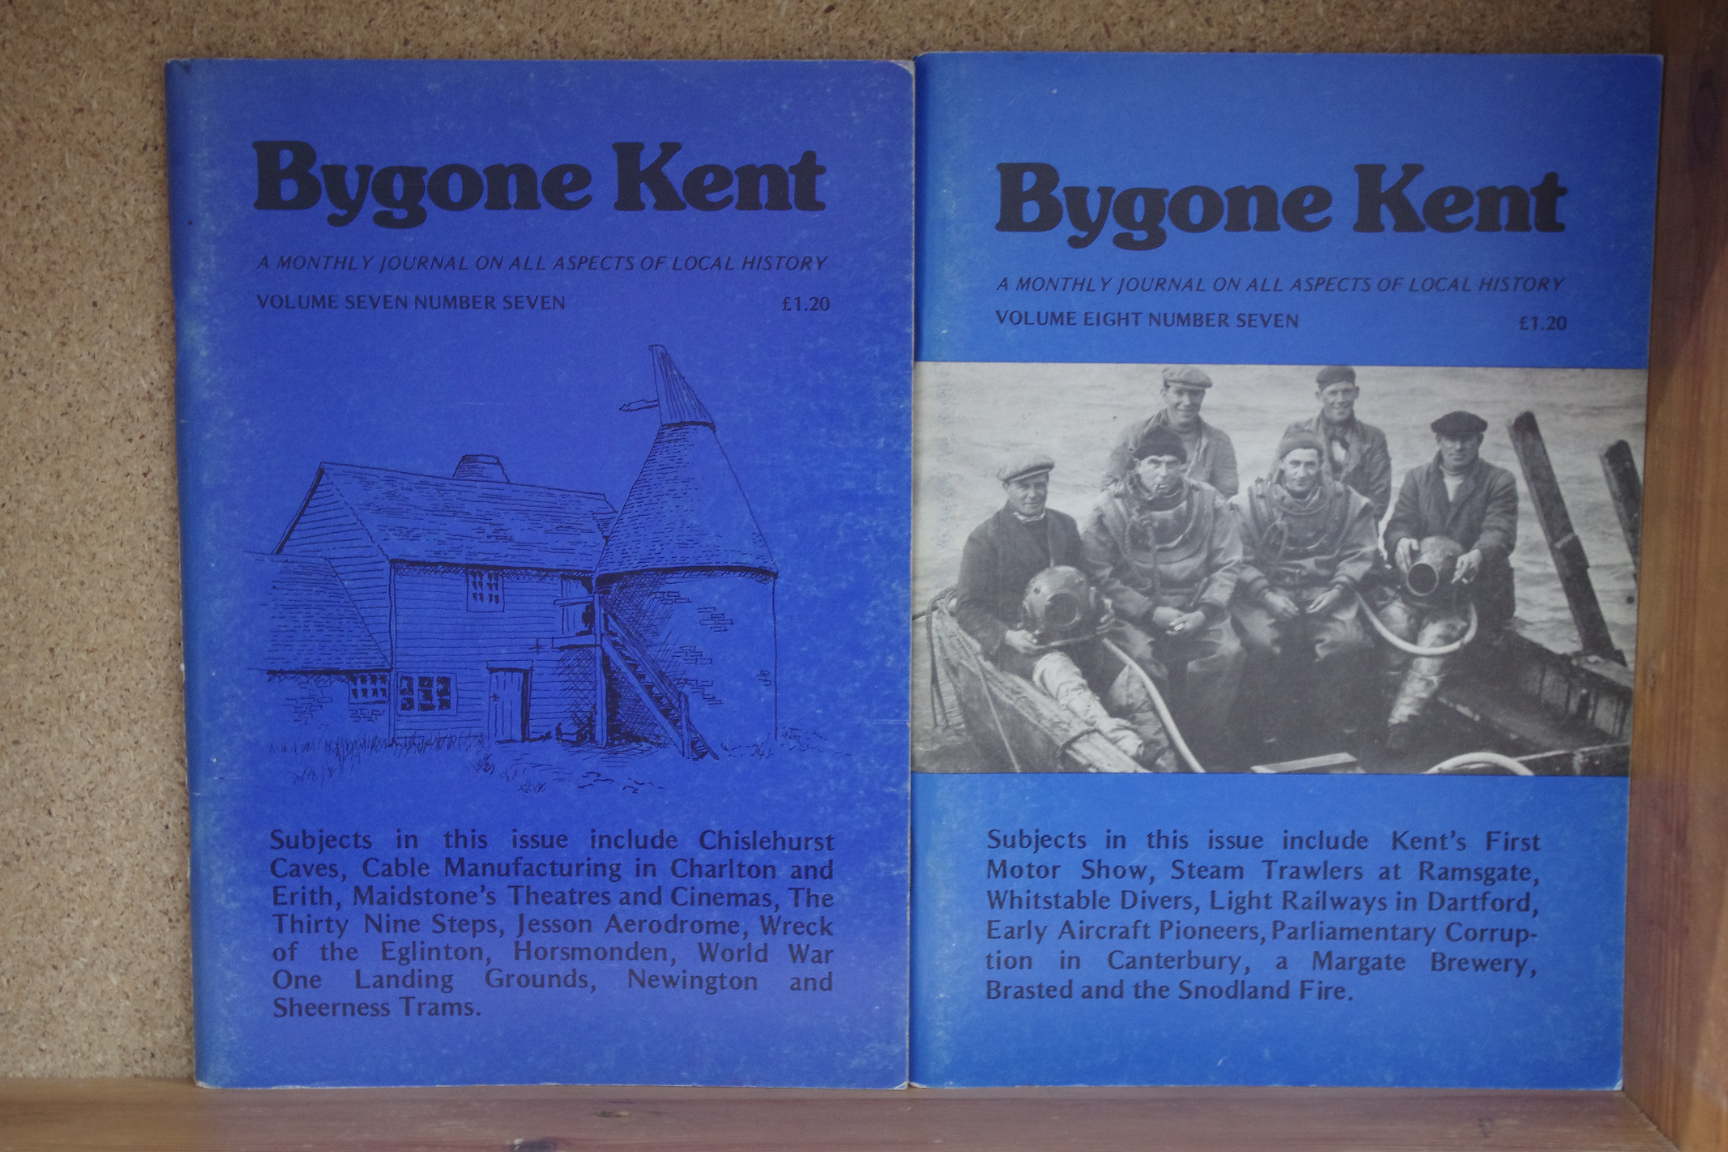 Bygone Kent
A MONTHLY JOURNAL ON ALL ASPECTS OF LOCAL HISTORY
VOLUME SEVEN NUMBER SEVEN £1.20
Subjects in this issue include Chislehurst
Caves, Cable Manufacturing in Charlton and
Erith, Maidstone's Theatres and Cinemas, The
Thirty Nine Steps, Jesson Aerodrome, Wreck
of the Eglinton, Horsmonden, World War
One Landing Grounds, Newington and
Sheerness Trams.
Bygone Kent
A MONTHLY JOURNAL ON ALL ASPECTS OF LOCAL HISTORY
VOLUME EIGHT NUMBER SEVEN £1.20
Subjects in this issue include Kent's First
Motor Show, Steam Trawlers at Ramsgate,
Whitstable Divers, Light Railways in Dartford,
Early Aircraft Pioneers, Parliamentary Corrup-
tion in Canterbury, a Margate Brewery,
Brasted and the Snodland Fire.